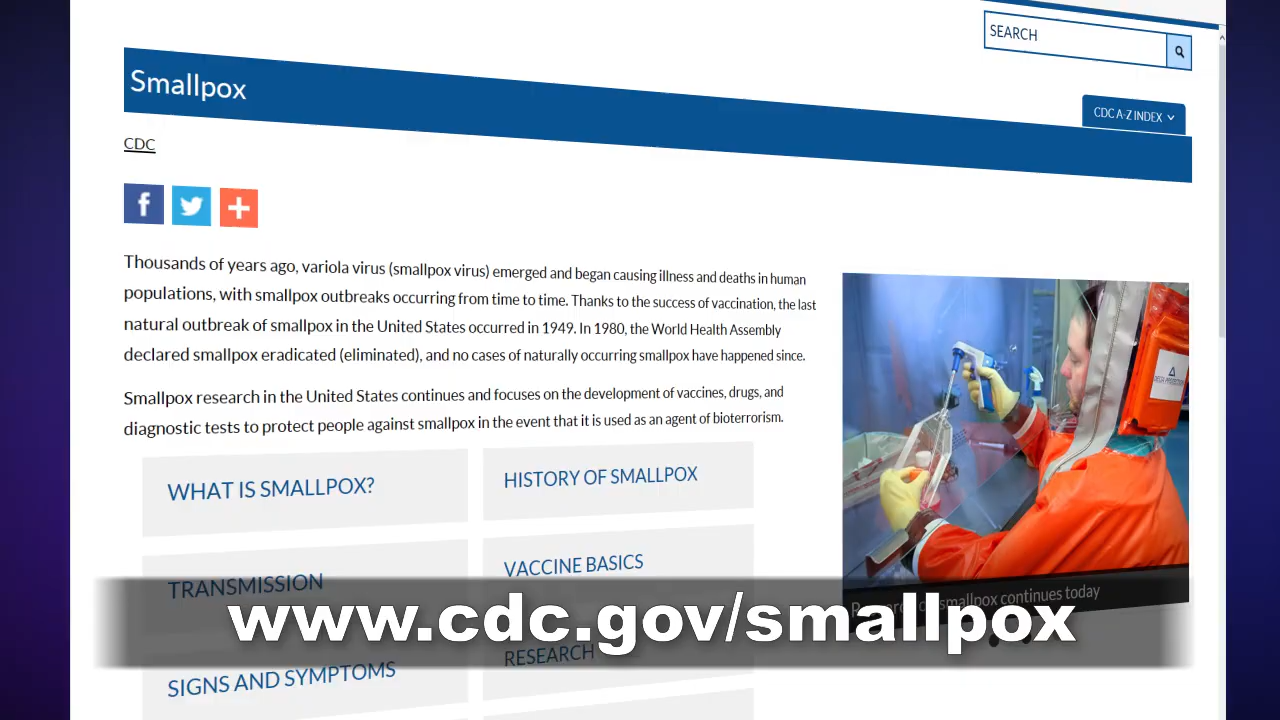 SEARCH
Smallpox
CDC A-Z INDEX
CDC
Thousands of years ago, variola virus (smallpox virus) emerged and began causing illness and deaths in human
populations, with smallpox outbreaks occurring from time to time. Thanks to the success of vaccination, the last
natural outbreak of smallpox in the United States occurred in 1949. In 1980, the World Health Assembly
declared smallpox eradicated (eliminated), and no cases of naturally occurring smallpox have happened since.
Smallpox research in the United States continues and focuses on the development of vaccines, drugs, and
diagnostic tests to protect people against smallpox in the event that it is used as an agent of bioterrorism.
WHAT IS SMALLPOX?
HISTORY OF SMALLPOX
TRANSMISSION
VACCINE BASICS
smallpox continues today
www.cdc.gov/smallpox
SIGNS AND SYMPTOMS
RESEARCH